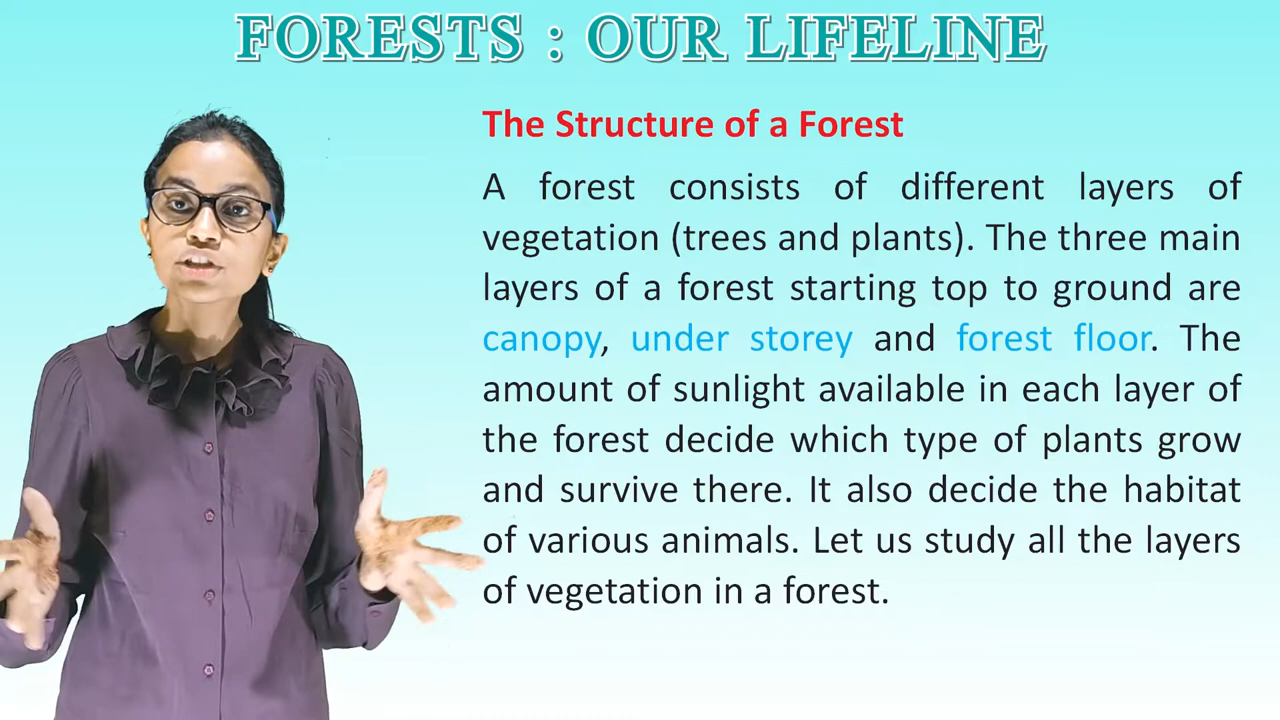 FORESTS : OUR LIFELINE
The Structure of a Forest
A forest consists of different layers of
vegetation (trees and plants). The three main
layers of a forest starting top to ground are
canopy, under storey and forest floor. The
amount of sunlight available in each layer of
the forest decide which type of plants grow
and survive there. It also decide the habitat
of various animals. Let us study all the layers
of vegetation in a forest.